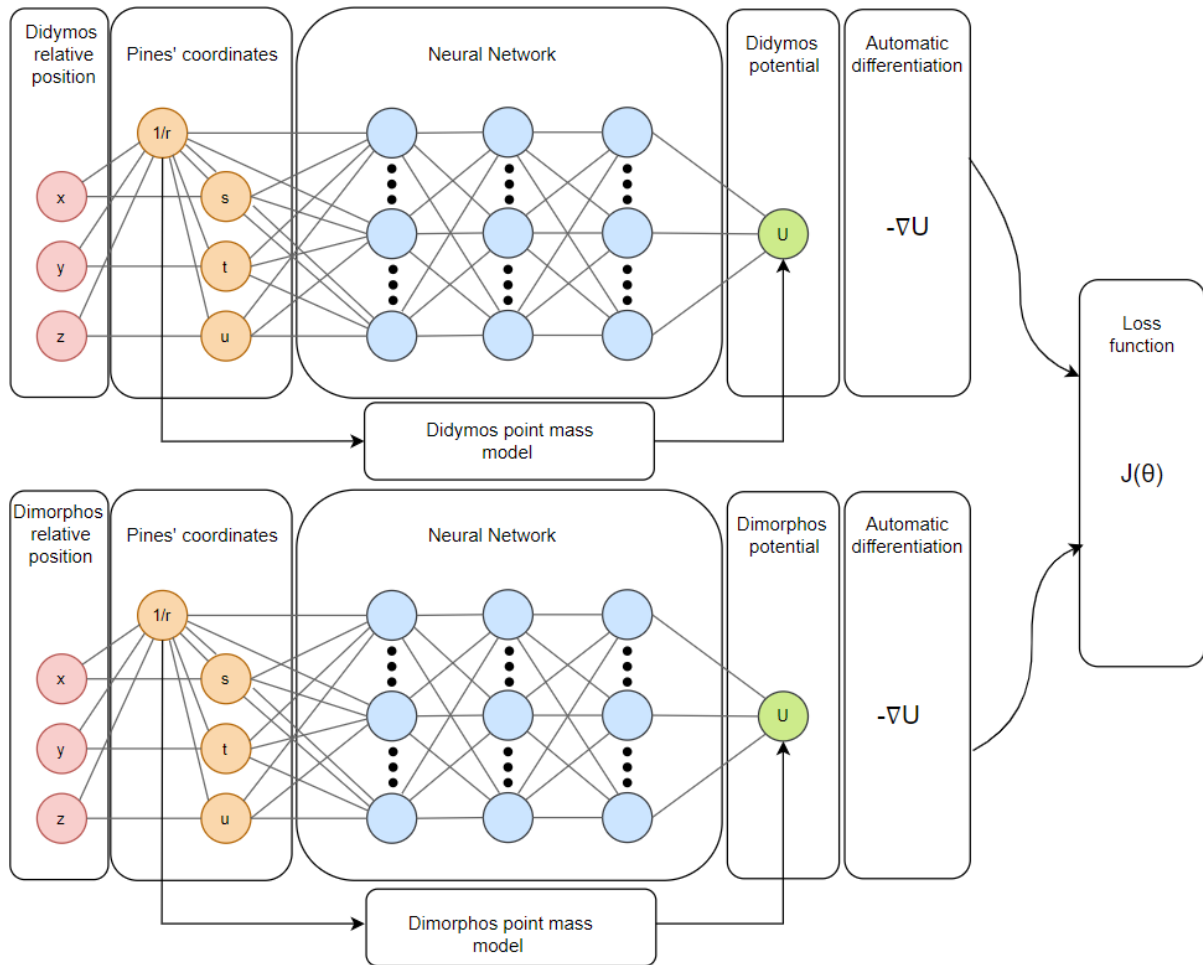 Didymos
relative
position
Pines' coordinates
Neural Network
Didymos
potential
Automatic
differentiation
1/r
x
s
y
t
z
u
U
-∇U
Didymos point mass
model
Loss
function
J(θ)
Dimorphos
relative
position
Pines' coordinates
Neural Network
Dimorphos
potential
Automatic
differentiation
1/r
x
s
y
t
z
u
U
-∇U
Dimorphos point mass
model